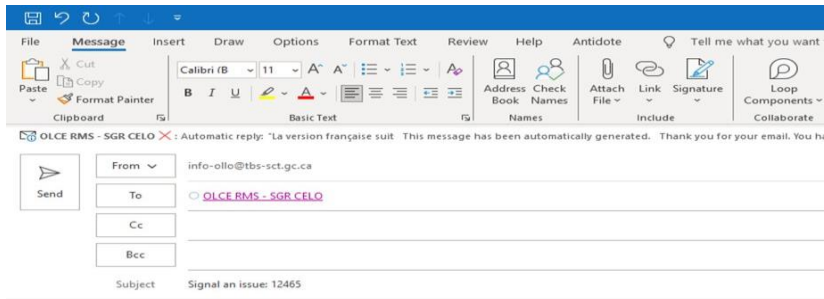 File Message Insert Draw Options Format Text Review Help Antidote Tell me what you want
Paste Cut Copy Format Painter Calibri (B 11 A^ Aˇ B I U A Address Book Check Names Attach File Link Signature Loop Components
Clipboard Basic Text Names Include Collaborate
OLCE RMS - SGR CELO : Automatic reply: "La version française suit This message has been automatically generated. Thank you for your email. You ha
From info-ollo@tbs-sct.gc.ca
Send To OLCE RMS - SGR CELO
Cc
Bcc
Subject Signal an issue: 12465